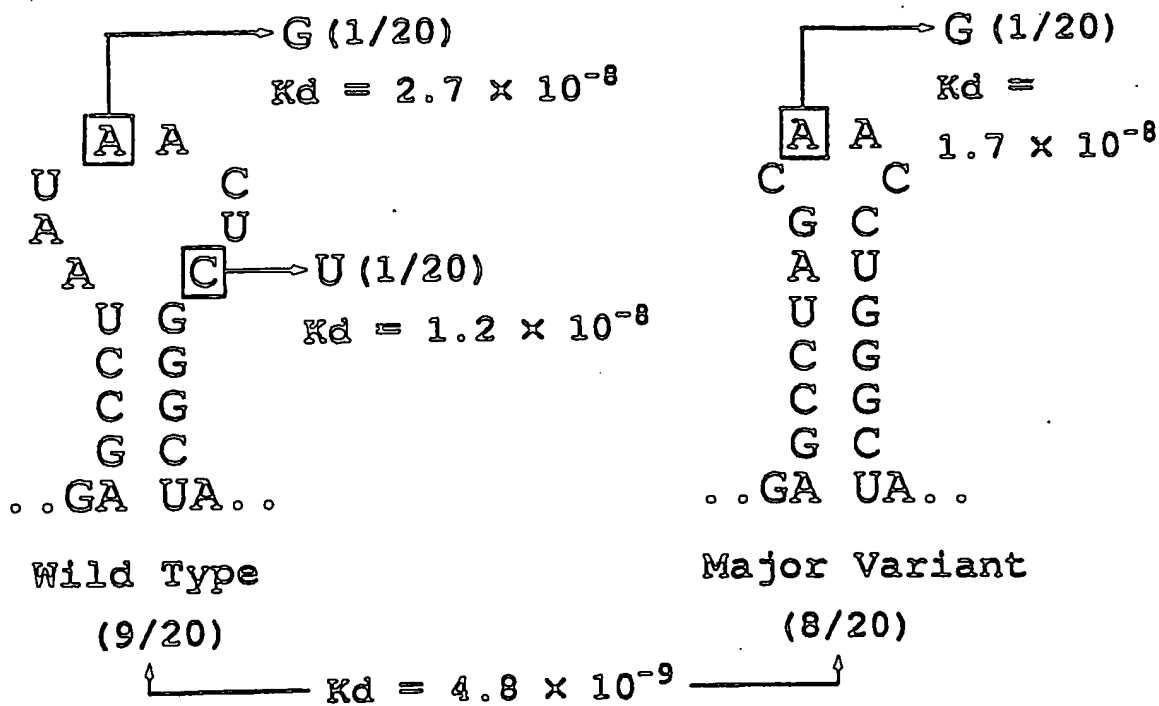 G (1/20) G (1/20)
Kd = 2.7 × 10⁻⁸ Kd =
A A A A 1.7 × 10⁻⁸
U C C C
A U G C
A C U (1/20) A U
U G Kd = 1.2 × 10⁻⁸ U G
C G C G
C G C G
G C G C
..GA UA.. ..GA UA..
Wild Type Major Variant
(9/20) (8/20)
Kd = 4.8 × 10⁻⁹